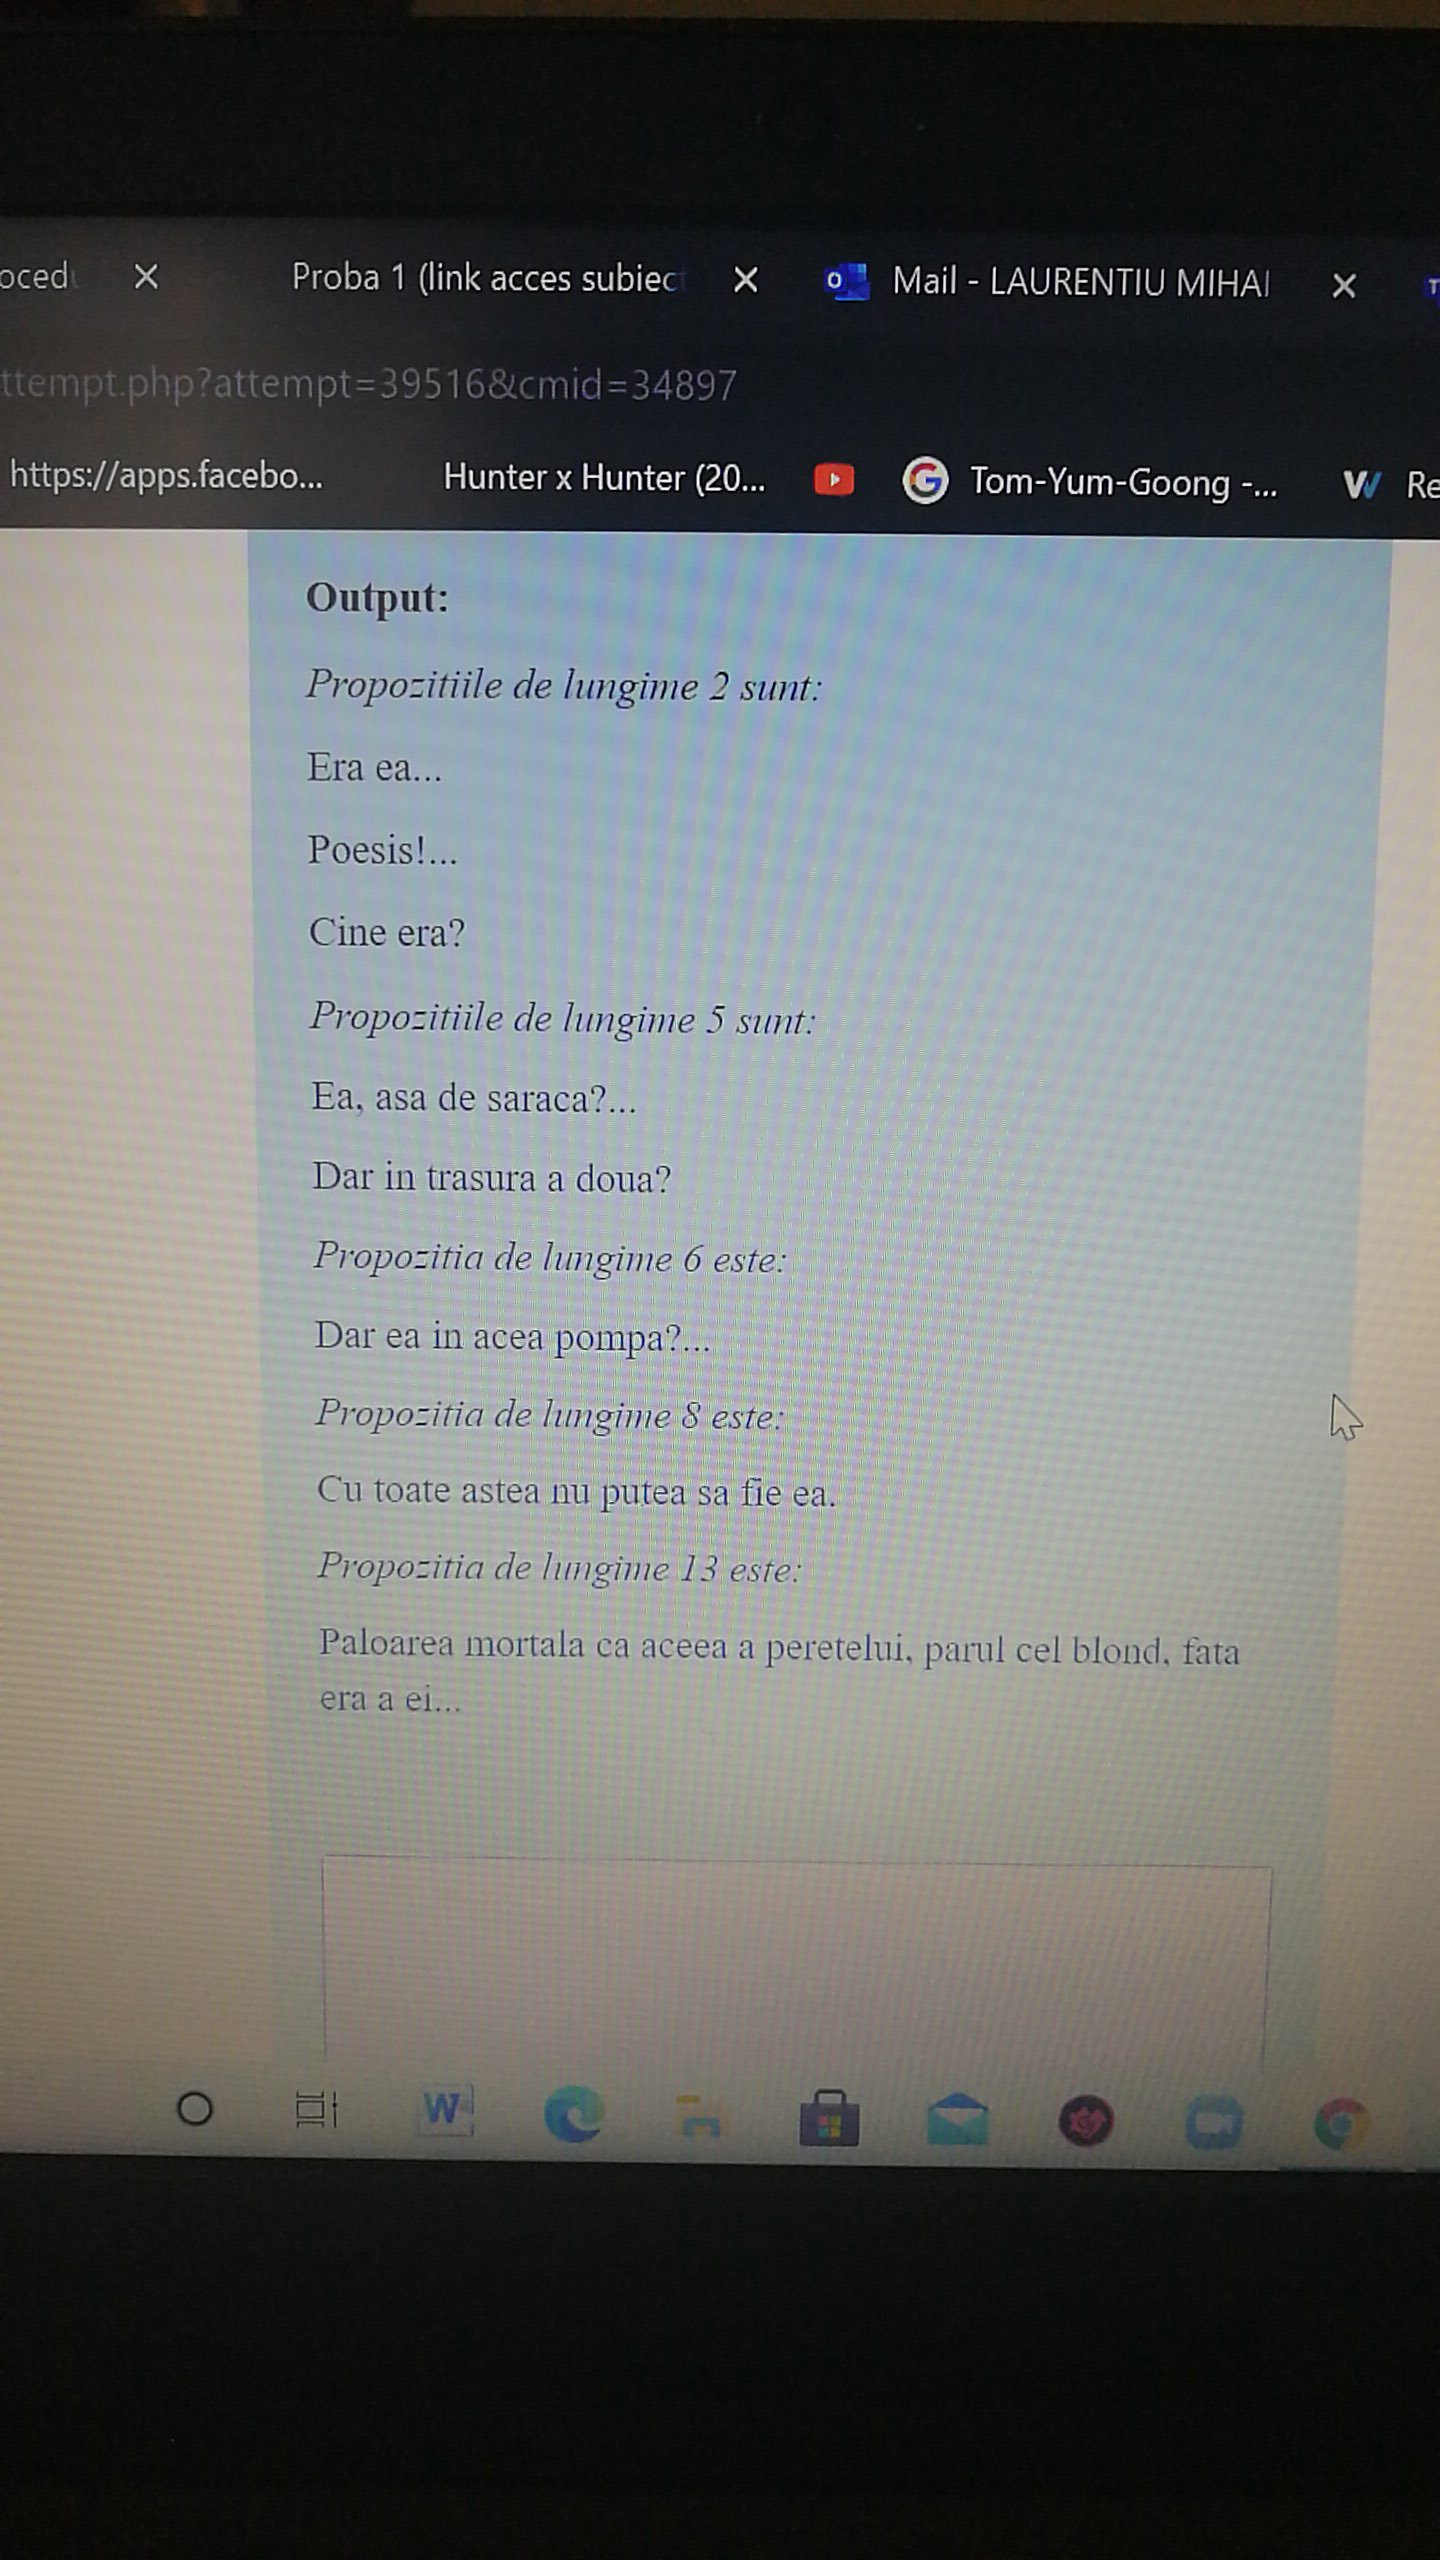 ocedu
Proba 1 (link acces subiect
Mail - LAURENTIU MIHAI
ttempt.php?attempt=39516&cmid=34897
https://apps.facebo...
Hunter x Hunter (20...
Tom-Yum-Goong -...
Re
Output:
Propozitiile de lungime 2 sunt:
Era ea...
Poesis!...
Cine era?
Propozitiile de lungime 5 sunt:
Ea, asa de saraca?...
Dar in trasura a doua?
Propozitia de lungime 6 este:
Dar ea in acea pompa?...
Propozitia de lungime 8 este:
Cu toate astea nu putea sa fie ea.
Propozitia de lungime 13 este:
Paloarea mortala ca aceea a peretelui, parul cel blond, fata
era a ei...